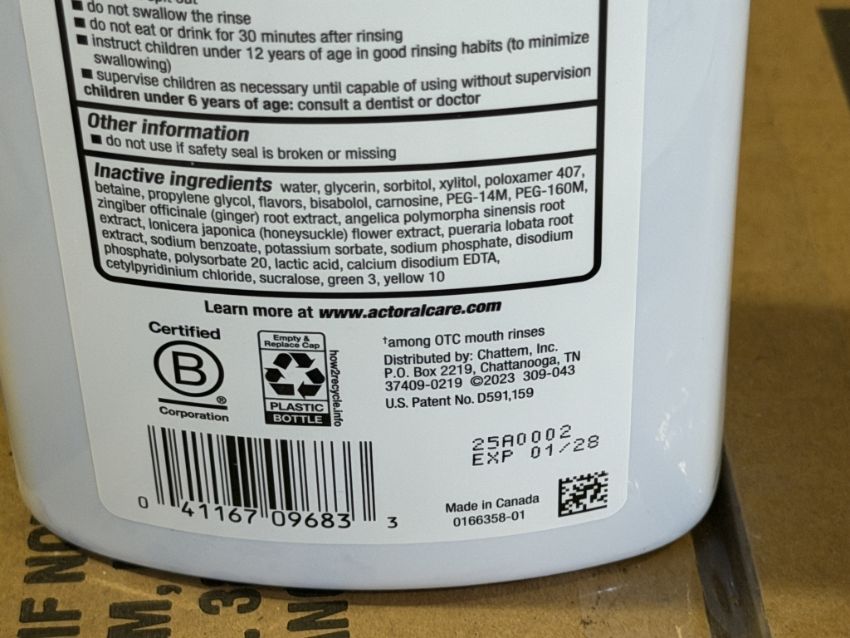 ■ do not swallow the rinse
■ do not eat or drink for 30 minutes after rinsing
■ instruct children under 12 years of age in good rinsing habits (to minimize
swallowing)
■ supervise children as necessary until capable of using without supervision
children under 6 years of age: consult a dentist or doctor
Other information
■ do not use if safety seal is broken or missing
Inactive ingredients water, glycerin, sorbitol, xylitol, poloxamer 407,
betaine, propylene glycol, flavors, bisabolol, carnosine, PEG-14M, PEG-160M,
zingiber officinale (ginger) root extract, angelica polymorpha sinensis root
extract, lonicera japonica (honeysuckle) flower extract, pueraria lobata root
extract, sodium benzoate, potassium sorbate, sodium phosphate, disodium
phosphate, polysorbate 20, lactic acid, calcium disodium EDTA,
cetylpyridinium chloride, sucralose, green 3, yellow 10
Learn more at www.actoralcare.com
Certified
B
®
Corporation
Empty &
Replace Cap
PLASTIC
BOTTLE
how2recycle.info
†among OTC mouth rinses
Distributed by: Chattem, Inc.
P.O. Box 2219, Chattanooga, TN
37409-0219 ©2023 309-043
U.S. Patent No. D591,159
25A0002
EXP 01/28
0 41167 09683 3
Made in Canada
0166358-01
IF NO
M,
3